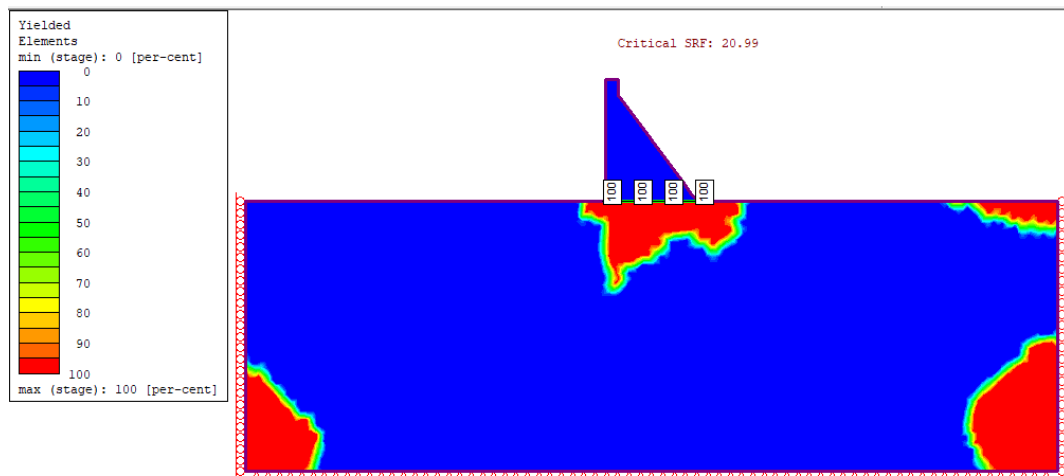 Yielded
Elements
min (stage): 0 [per-cent]
0
10
20
30
40
50
60
70
80
90
100
max (stage): 100 [per-cent]
Critical SRF: 20.99
100 100 100 100